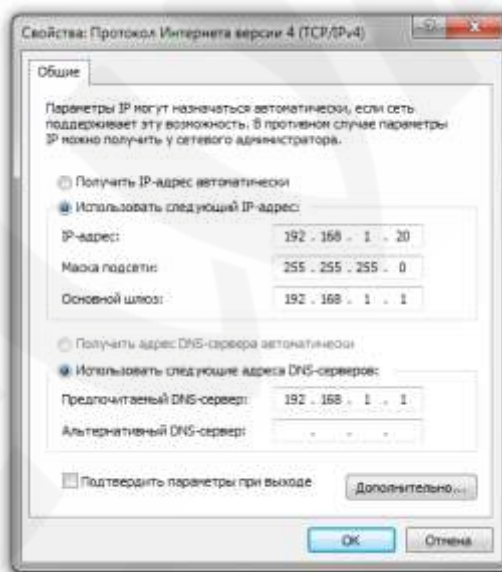 Свойства: Протокол Интернета версии 4 (TCP/IPv4)
Общие
Параметры IP могут назначаться автоматически, если сеть
поддерживает эту возможность. В противном случае параметры
IP можно получить у сетевого администратора.
Получить IP-адрес автоматически
Использовать следующий IP-адрес:
IP-адрес: 192 . 168 . 1 . 20
Маска подсети: 255 . 255 . 255 . 0
Основной шлюз: 192 . 168 . 1 . 1
Получить адрес DNS-сервера автоматически
Использовать следующие адреса DNS-серверов:
Предпочитаемый DNS-сервер: 192 . 168 . 1 . 1
Альтернативный DNS-сервер: . . .
Подтвердить параметры при выходе
Дополнительно...
OK Отмена